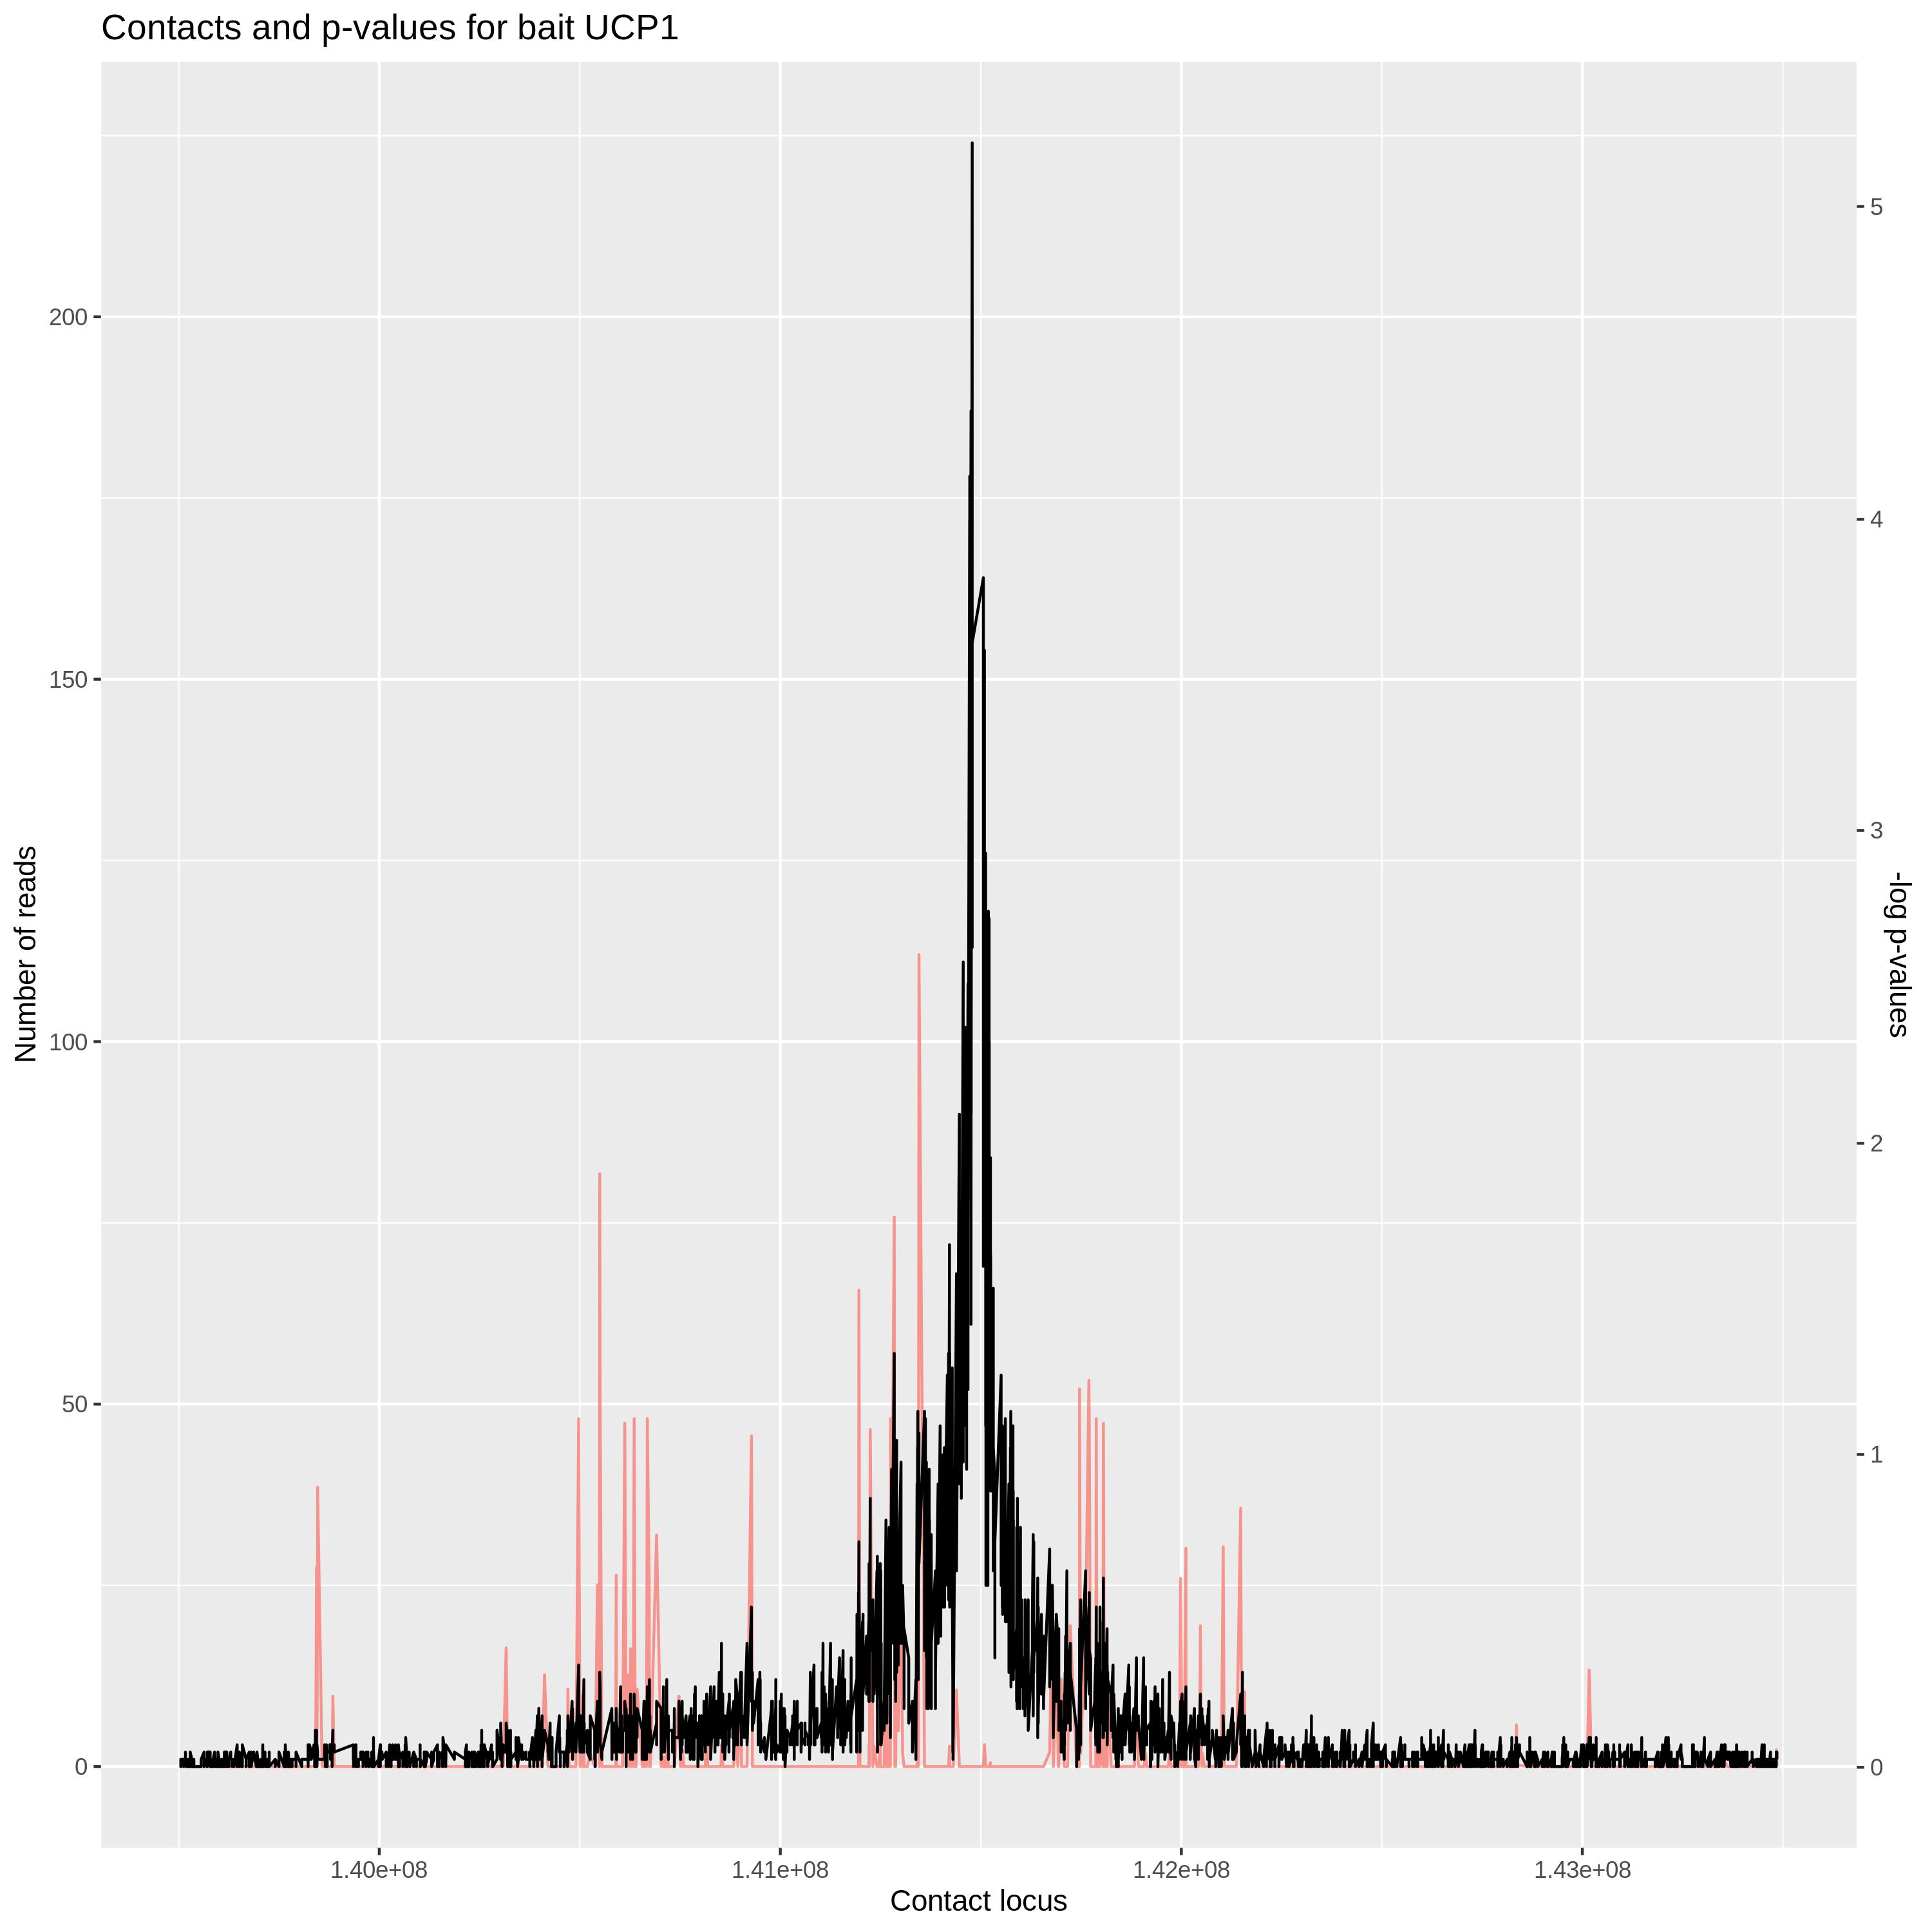 Contacts and p-values for bait UCP1
Number of reads
200
150
100
50
0
5
4
3
2
1
0
-log p-values
1.40e+08
1.41e+08
1.42e+08
1.43e+08
Contact locus